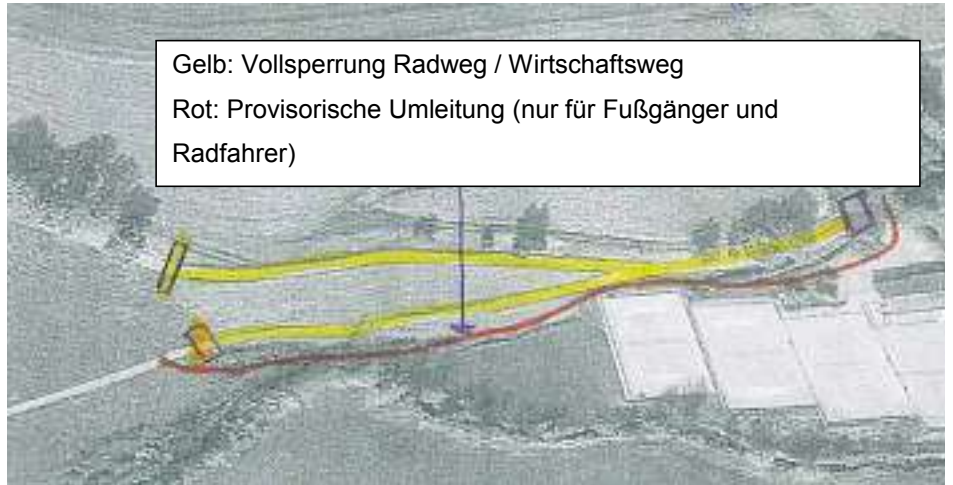 Gelb: Vollsperrung Radweg / Wirtschaftsweg
Rot: Provisorische Umleitung (nur für Fußgänger und
Radfahrer)